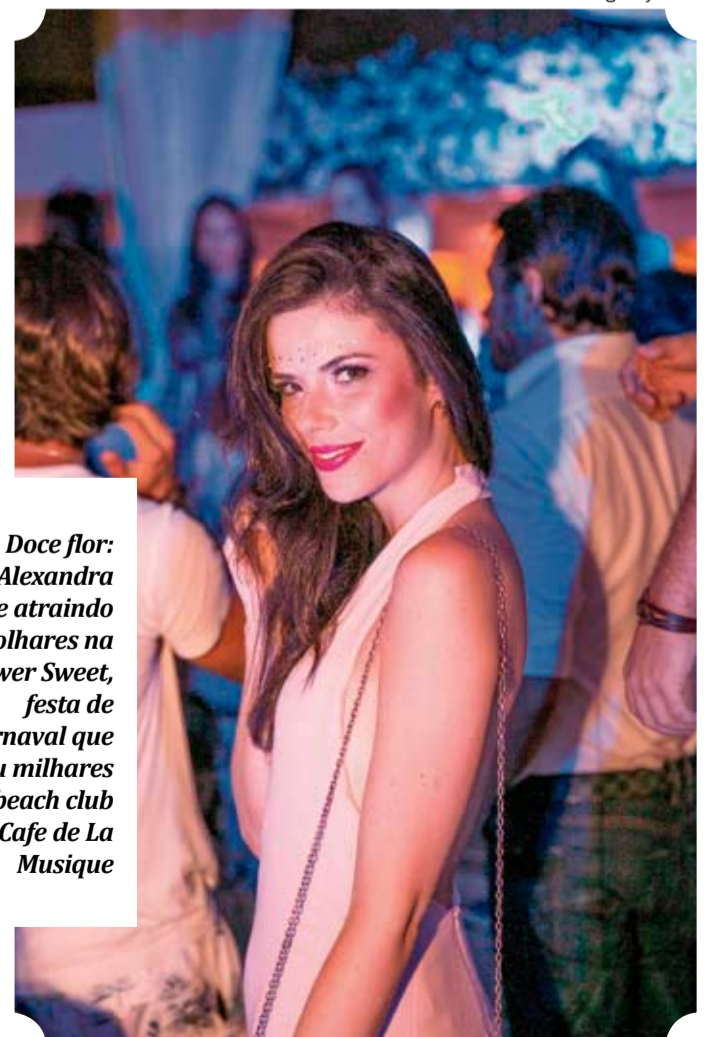 Doce flor:
Alexandra
e atraindo
olhares na
wer Sweet,
festa de
rnaval que
u milhares
beach club
Cafe de La
Musique